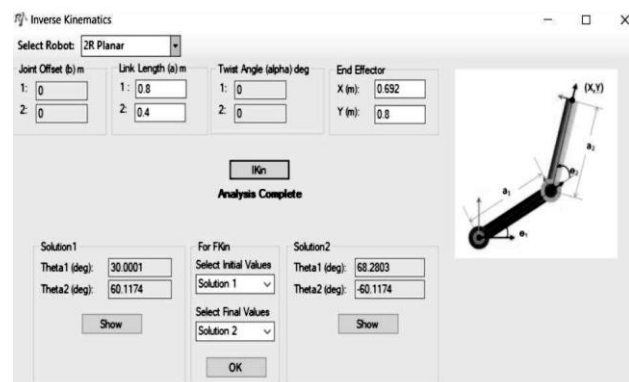 Inverse Kinematics
Select Robot: 2R Planar
Joint Offset (b) m
1: 0
2: 0
Link Length (a) m
1 : 0.8
2: 0.4
Twist Angle (alpha) deg
1: 0
2: 0
End Effector
X (m): 0.692
Y (m): 0.8
IKin
Analysis Complete
(X,Y)
a₂
θ₂
a₁
θ₁
Solution1
Theta1 (deg): 30.0001
Theta2 (deg): 60.1174
Show
For FKin
Select Initial Values
Solution 1
Select Final Values
Solution 2
OK
Solution2
Theta1 (deg): 68.2803
Theta2 (deg): -60.1174
Show